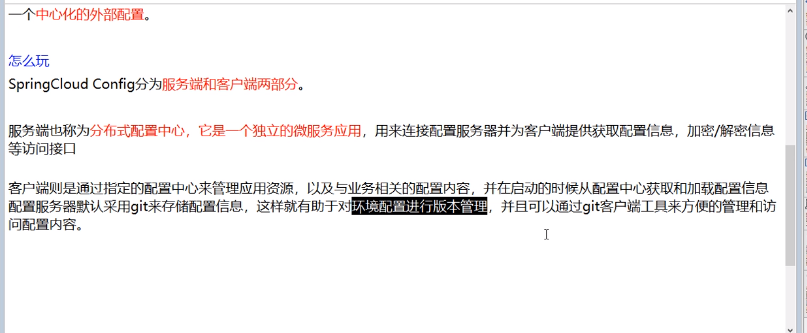 一个中心化的外部配置。
怎么玩
SpringCloud Config分为服务端和客户端两部分。
服务端也称为分布式配置中心，它是一个独立的微服务应用，用来连接配置服务器并为客户端提供获取配置信息，加密/解密信息
等访问接口
客户端则是通过指定的配置中心来管理应用资源，以及与业务相关的配置内容，并在启动的时候从配置中心获取和加载配置信息
配置服务器默认采用git来存储配置信息，这样就有助于对环境配置进行版本管理，并且可以通过git客户端工具来方便的管理和访
问配置内容。